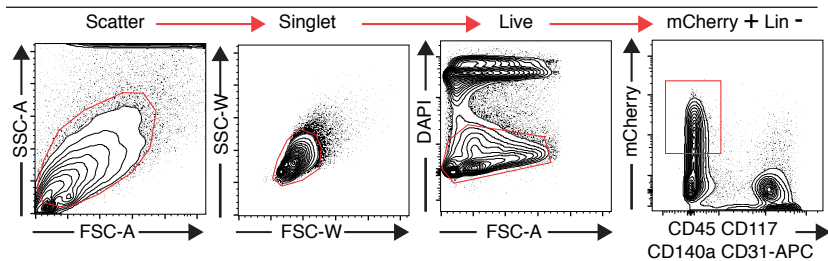 Scatter
Singlet
Live
mCherry + Lin -
SSC-A
FSC-A
SSC-W
FSC-W
DAPI
FSC-A
mCherry
CD45 CD117
CD140a CD31-APC